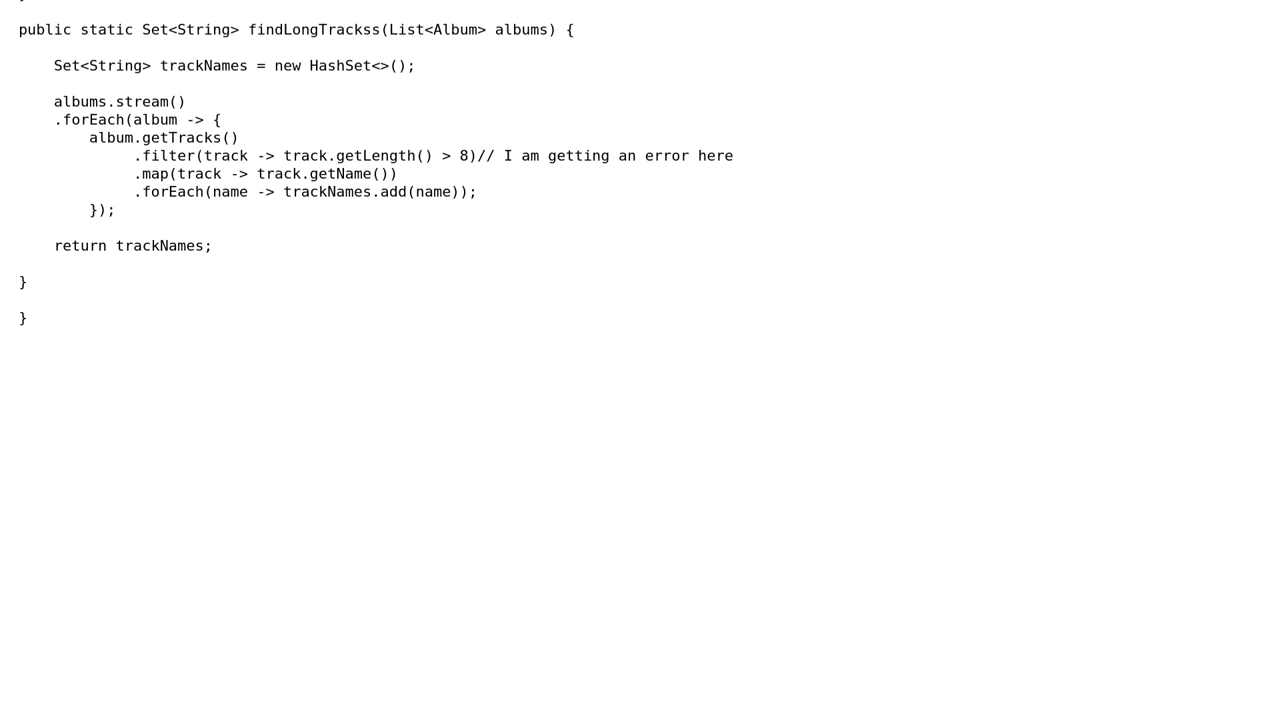 public static Set<String> findLongTrackss(List<Album> albums) {
Set<String> trackNames = new HashSet<>();
albums.stream()
.forEach(album -> {
album.getTracks()
.filter(track -> track.getLength() > 8)// I am getting an error here
.map(track -> track.getName())
.forEach(name -> trackNames.add(name));
});
return trackNames;
}
}